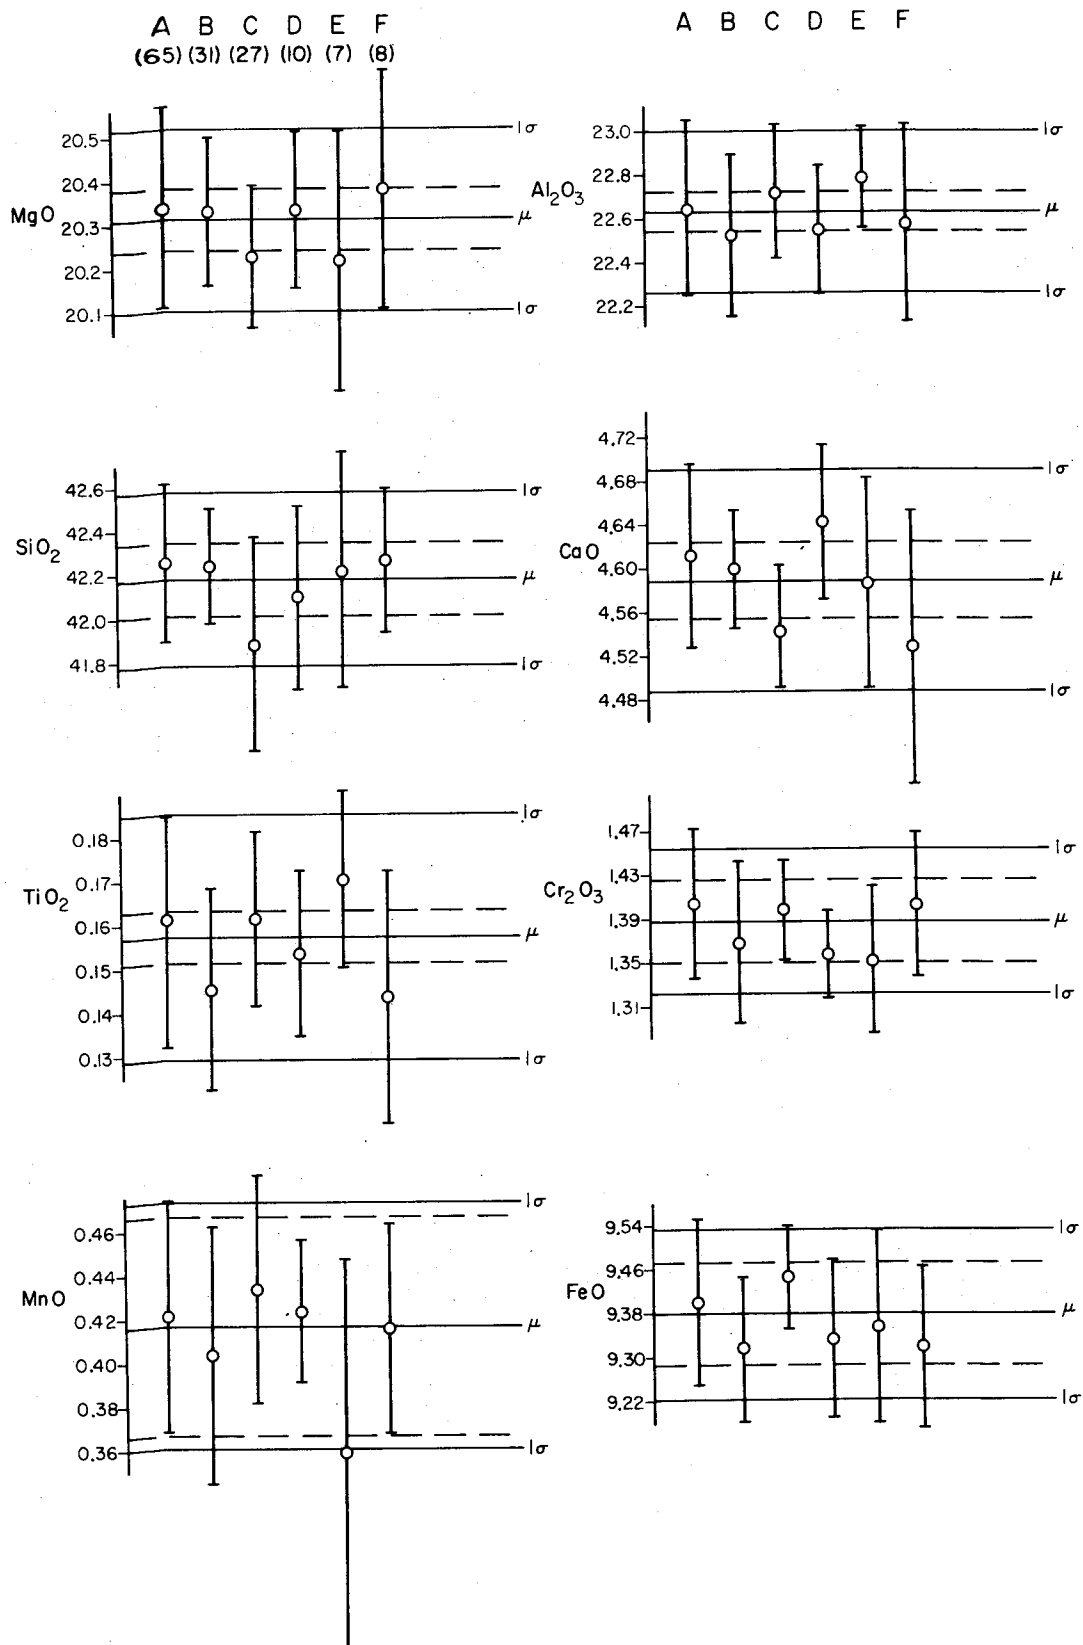 A B C D E F
(65) (31) (27) (10) (7) (8)
A B C D E F
MgO
20.5
20.4
20.3
20.2
20.1
1σ
μ
1σ
Al₂O₃
23.0
22.8
22.6
22.4
22.2
1σ
μ
1σ
SiO₂
42.6
42.4
42.2
42.0
41.8
1σ
μ
1σ
CaO
4.72
4.68
4.64
4.60
4.56
4.52
4.48
1σ
μ
1σ
TiO₂
0.18
0.17
0.16
0.15
0.14
0.13
1σ
μ
1σ
Cr₂O₃
1.47
1.43
1.39
1.35
1.31
1σ
μ
1σ
MnO
0.46
0.44
0.42
0.40
0.38
0.36
1σ
μ
1σ
FeO
9.54
9.46
9.38
9.30
9.22
1σ
μ
1σ